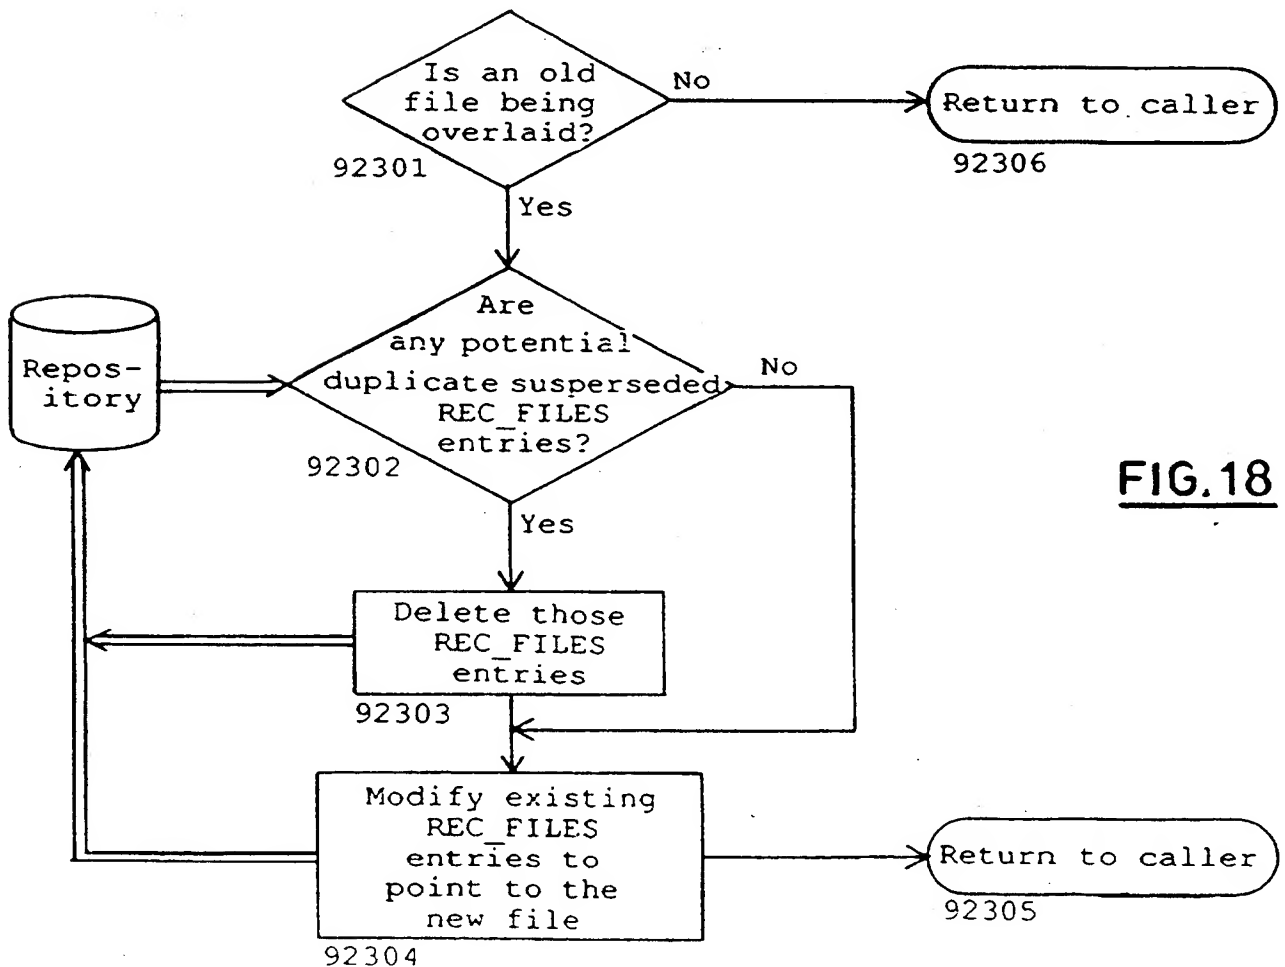 Is an old
file being
overlaid?
92301
No
Return to caller
92306
Yes
Repos-
itory
Are
any potential
duplicate susperseded
REC_FILES
entries?
92302
No
Yes
FIG.18
Delete those
REC_FILES
entries
92303
Modify existing
REC_FILES
entries to
point to the
new file
92304
Return to caller
92305